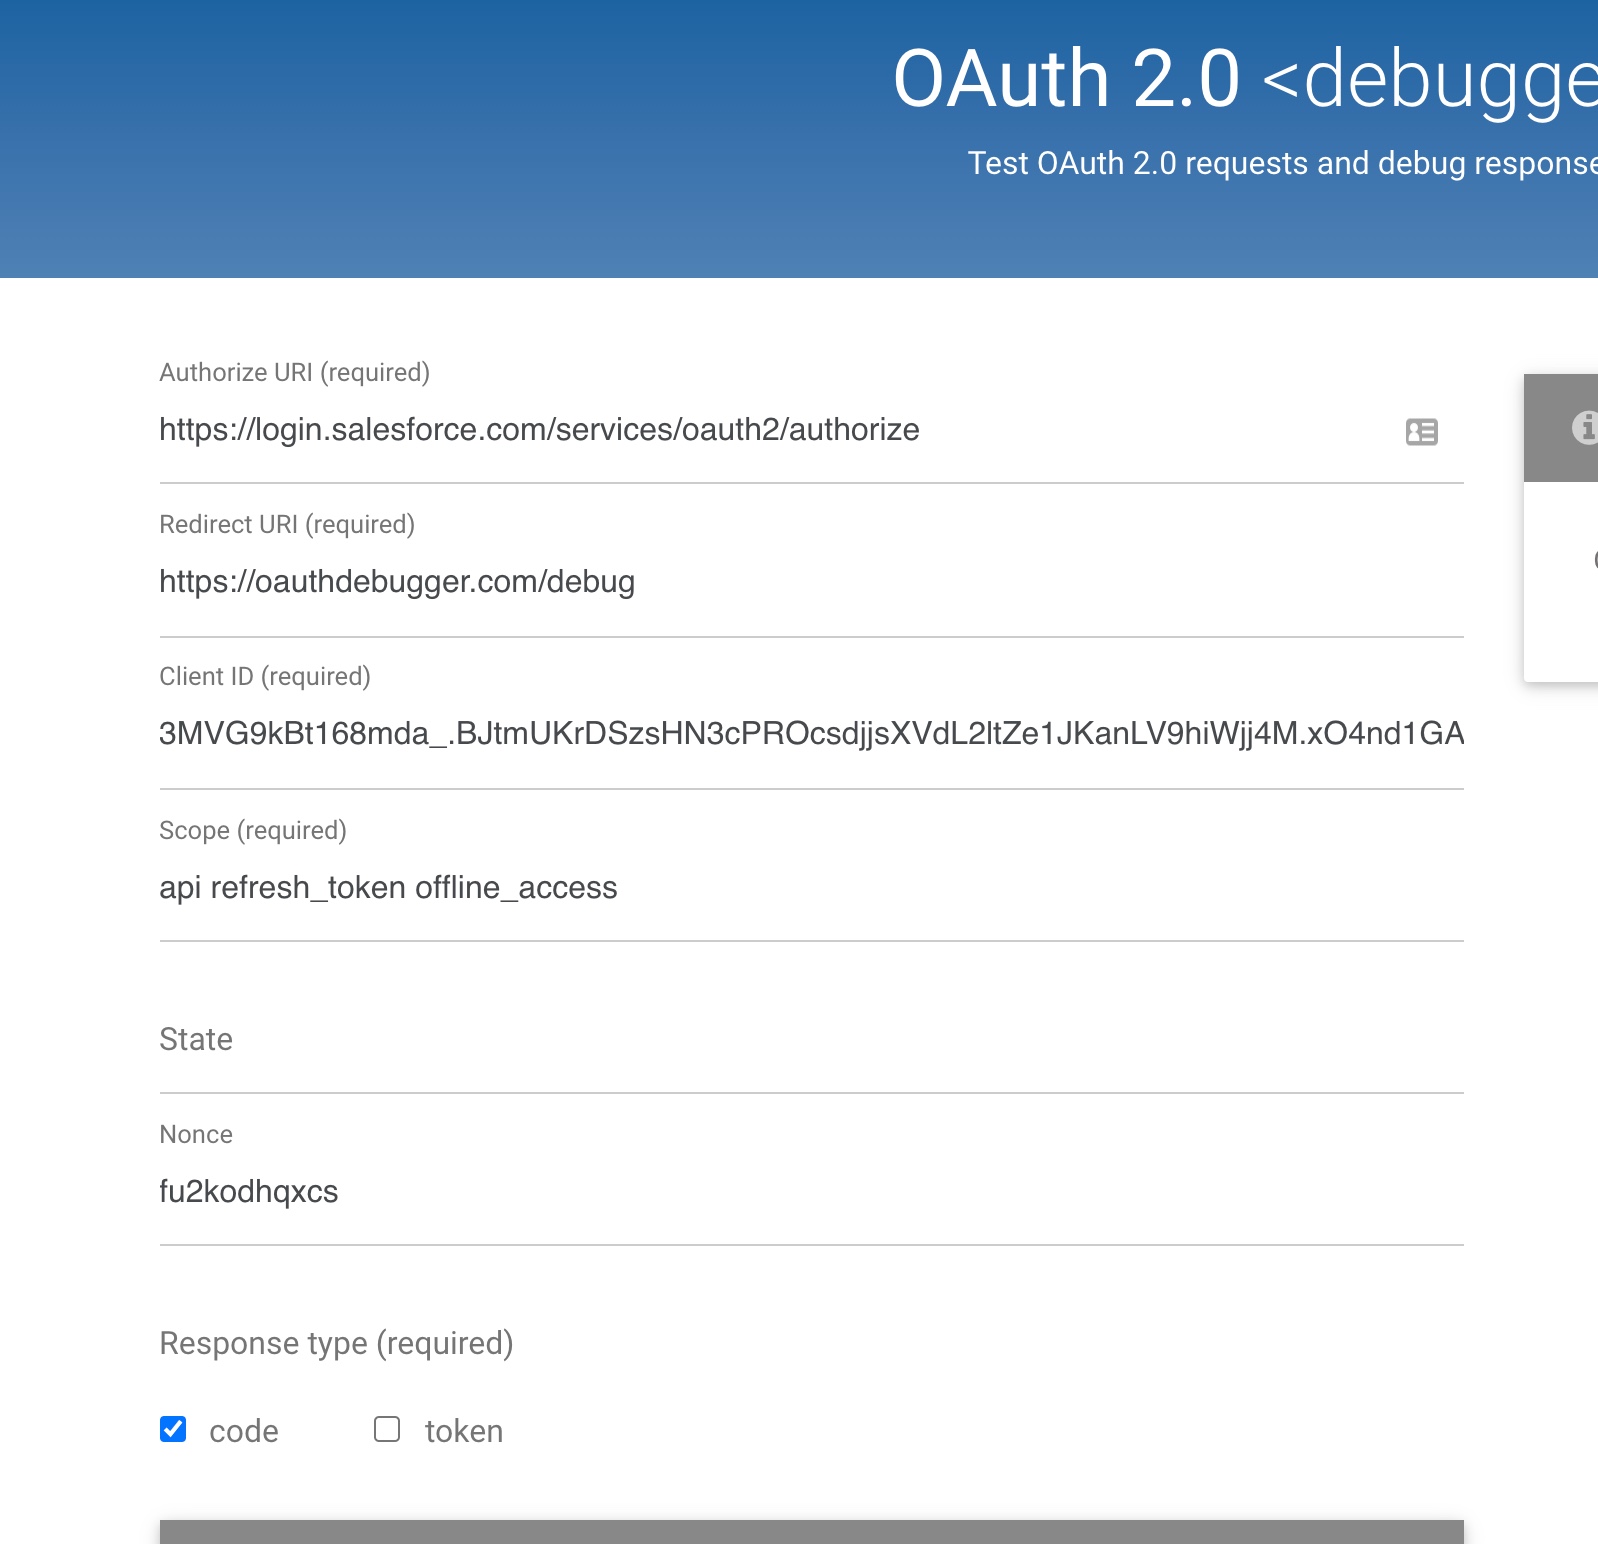 OAuth 2.0 <debugge
Test OAuth 2.0 requests and debug response
Authorize URI (required)
https://login.salesforce.com/services/oauth2/authorize
Redirect URI (required)
https://oauthdebugger.com/debug
Client ID (required)
3MVG9kBt168mda_.BJtmUKrDSzsHN3cPROcsdjjsXVdL2ltZe1JKanLV9hiWjj4M.xO4nd1GA
Scope (required)
api refresh_token offline_access
State
Nonce
fu2kodhqxcs
Response type (required)
code token